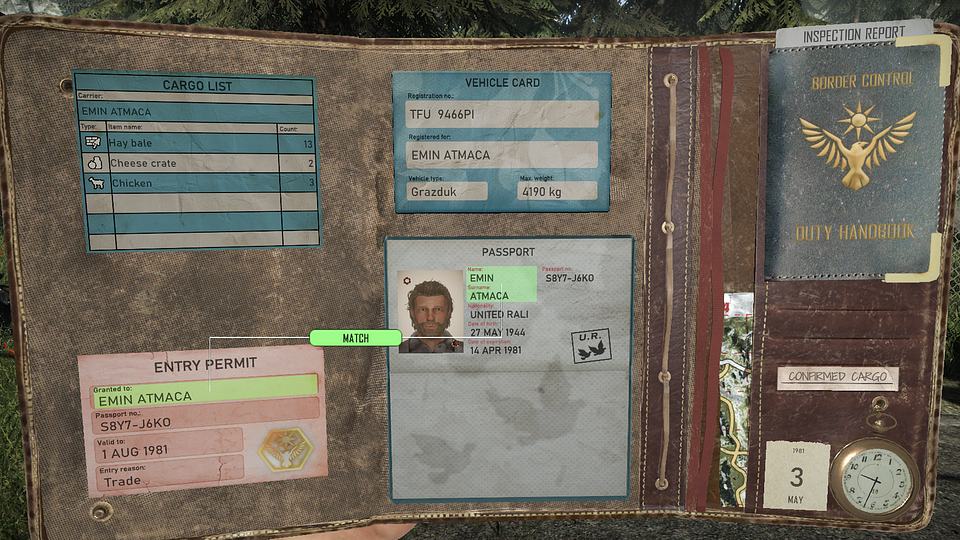 INSPECTION REPORT
CARGO LIST
Carrier:
EMIN ATMACA
Type: Item name: Count:
Hay bale 13
Cheese crate 2
Chicken 3
VEHICLE CARD
Registration no.:
TFU 9466PI
Registered for:
EMIN ATMACA
Vehicle type: Max. weight:
Grazduk 4190 kg
BORDER CONTROL
DUTY HANDBOOK
PASSPORT
Name: Passport no.:
EMIN S8Y7-J6K0
Surname:
ATMACA
Nationality:
UNITED RALI
Date of birth:
27 MAY 1944
Date of expiration:
14 APR 1981
U.R.
MATCH
ENTRY PERMIT
Granted to:
EMIN ATMACA
Passport no.:
S8Y7-J6K0
Valid to:
1 AUG 1981
Entry reason:
Trade
CONFIRMED CARGO
1981
3
MAY